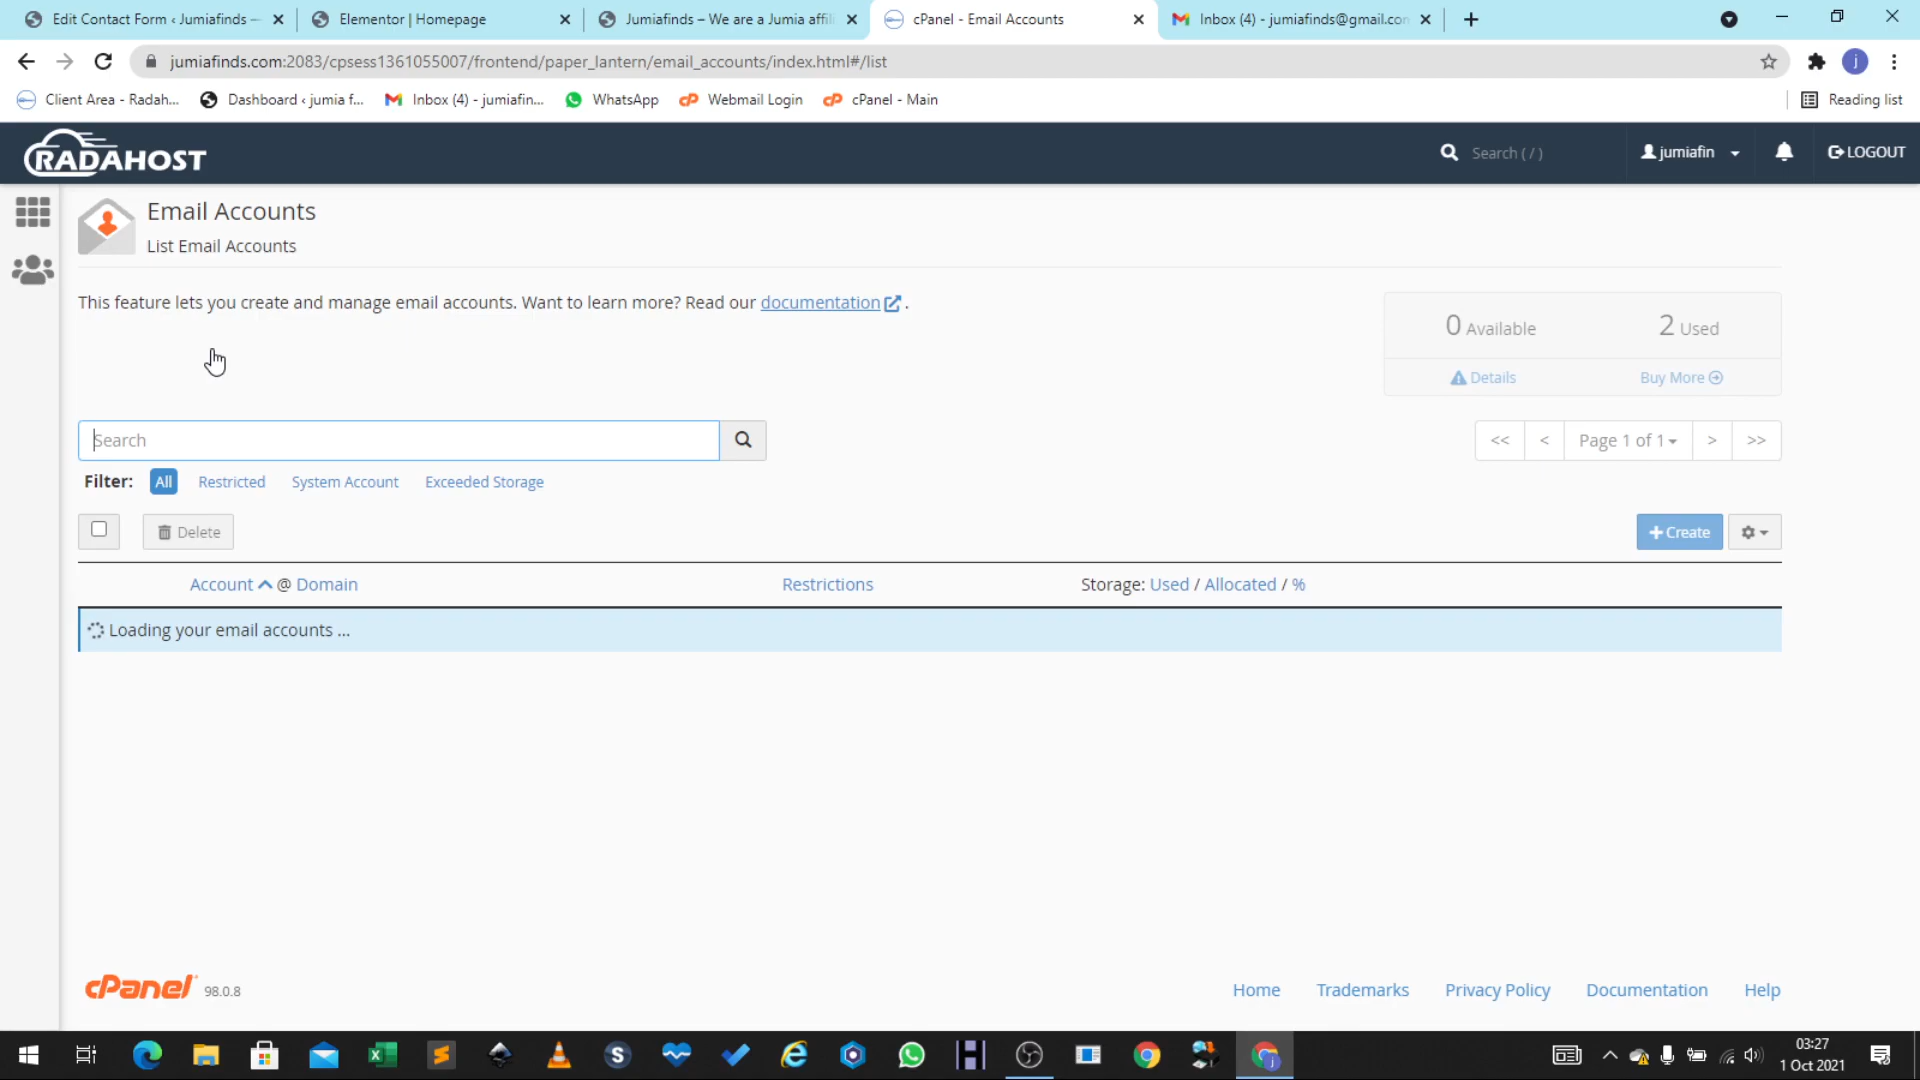 Edit Contact Form ‹ Jumiafinds —
Elementor | Homepage
Jumiafinds – We are a Jumia affili
cPanel - Email Accounts
Inbox (4) - jumiafinds@gmail.com
jumiafinds.com:2083/cpsess1361055007/frontend/paper_lantern/email_accounts/index.html#/list
j
Client Area - Radah...
Dashboard ‹ jumia f...
Inbox (4) - jumiafin...
WhatsApp
Webmail Login
cPanel - Main
Reading list
RADAHOST
Search ( / )
jumiafin
LOGOUT
Email Accounts
List Email Accounts
This feature lets you create and manage email accounts. Want to learn more? Read our documentation .
0 Available
2 Used
Details
Buy More
Search
<< < Page 1 of 1 > >>
Filter: All Restricted System Account Exceeded Storage
Delete
+ Create
Account @ Domain
Restrictions
Storage: Used / Allocated / %
Loading your email accounts ...
cPanel 98.0.8
Home Trademarks Privacy Policy Documentation Help
03:27
1 Oct 2021